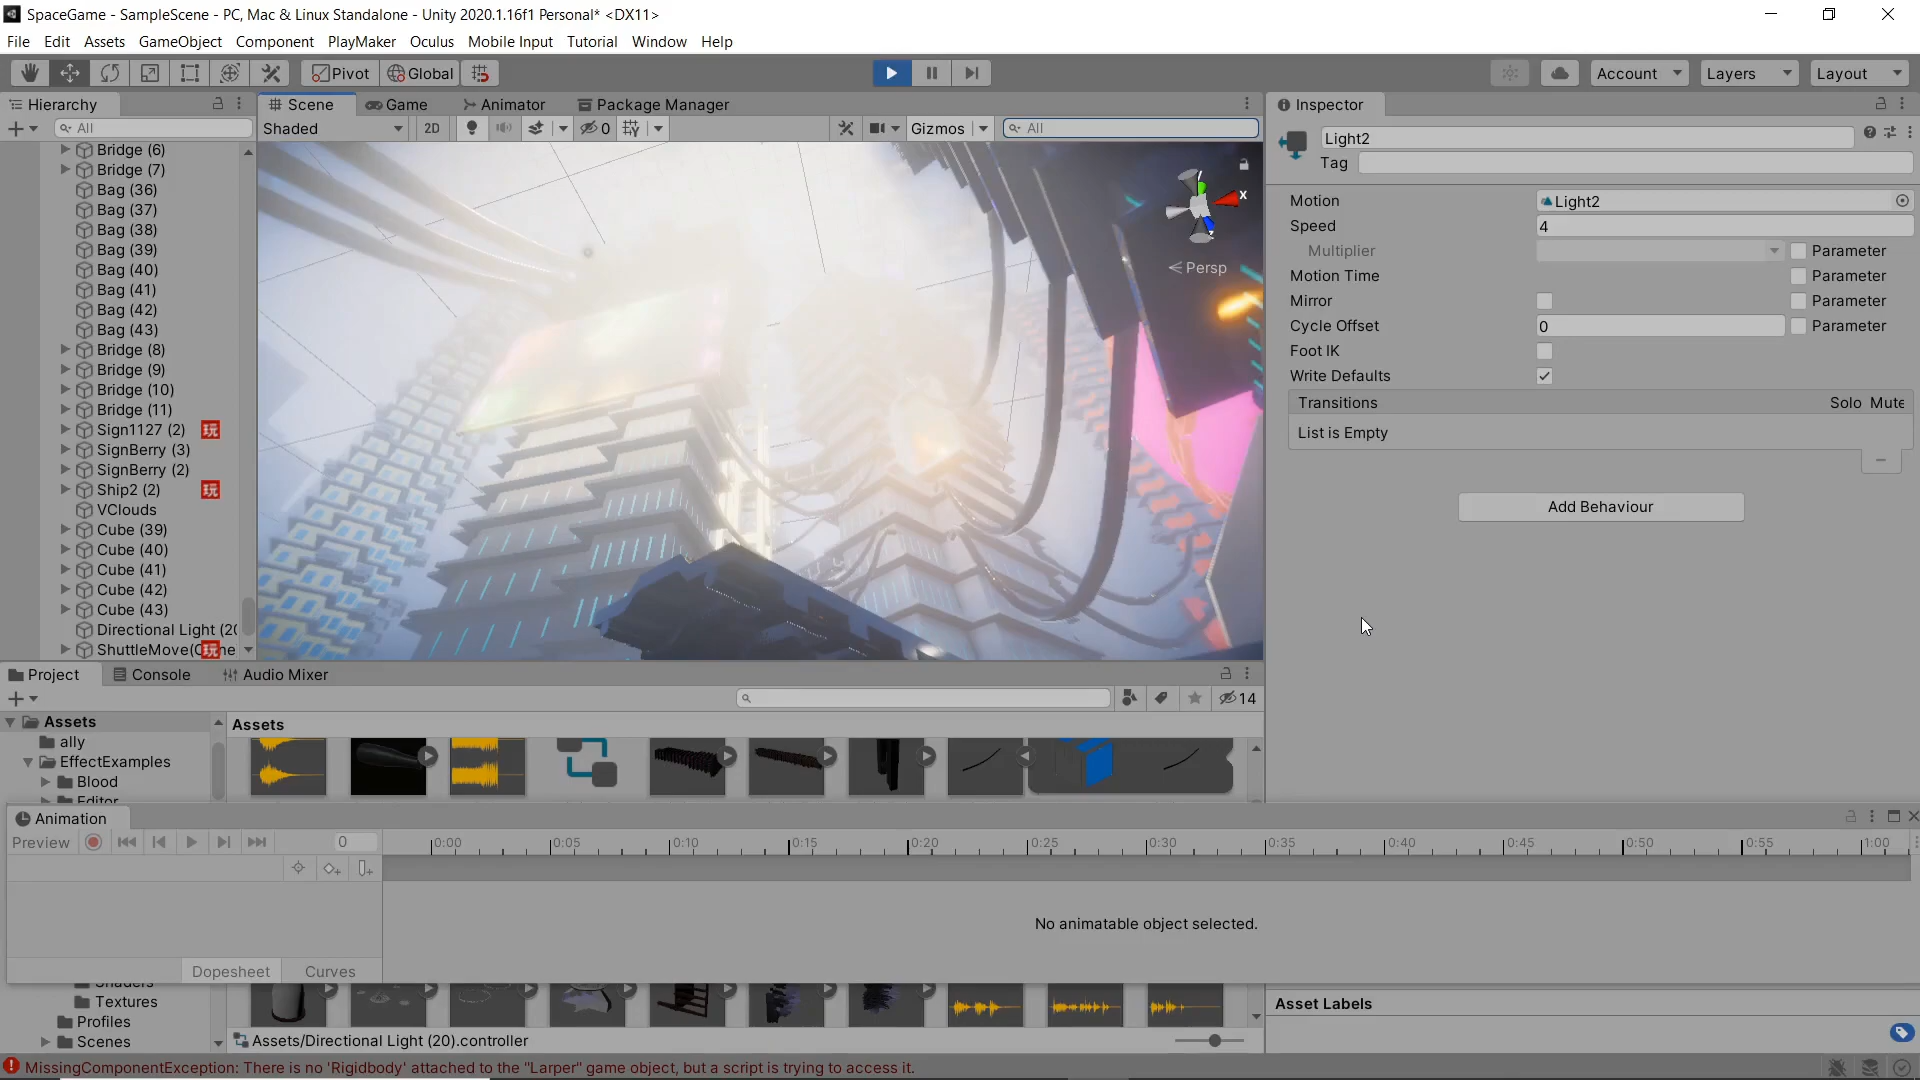 SpaceGame - SampleScene - PC, Mac & Linux Standalone - Unity 2020.1.16f1 Personal* <DX11>
File Edit Assets GameObject Component PlayMaker Oculus Mobile Input Tutorial Window Help
Pivot Global Account Layers Layout
Hierarchy Scene Game Animator Package Manager Inspector
All Shaded 2D 0 Gizmos All
Light2
Tag
Bridge (6)
Bridge (7)
Bag (36)
Bag (37)
Bag (38)
Bag (39)
Bag (40)
Bag (41)
Bag (42)
Bag (43)
Bridge (8)
Bridge (9)
Bridge (10)
Bridge (11)
Sign1127 (2) 玩
SignBerry (3)
SignBerry (2)
Ship2 (2) 玩
VClouds
Cube (39)
Cube (40)
Cube (41)
Cube (42)
Cube (43)
Directional Light (20
ShuttleMove(C 玩 ne
x
Persp
Motion Light2
Speed 4
Multiplier Parameter
Motion Time Parameter
Mirror Parameter
Cycle Offset 0 Parameter
Foot IK
Write Defaults
Transitions Solo Mute
List is Empty
Add Behaviour
Project Console Audio Mixer
14
Assets
ally
EffectExamples
Blood
Editor
Assets
Animation
Preview 0 0:00 0:05 0:10 0:15 0:20 0:25 0:30 0:35 0:40 0:45 0:50 0:55 1:00
No animatable object selected.
Dopesheet Curves
Shaders
Textures
Profiles
Scenes
Assets/Directional Light (20).controller
Asset Labels
MissingComponentException: There is no 'Rigidbody' attached to the "Larper" game object, but a script is trying to access it.